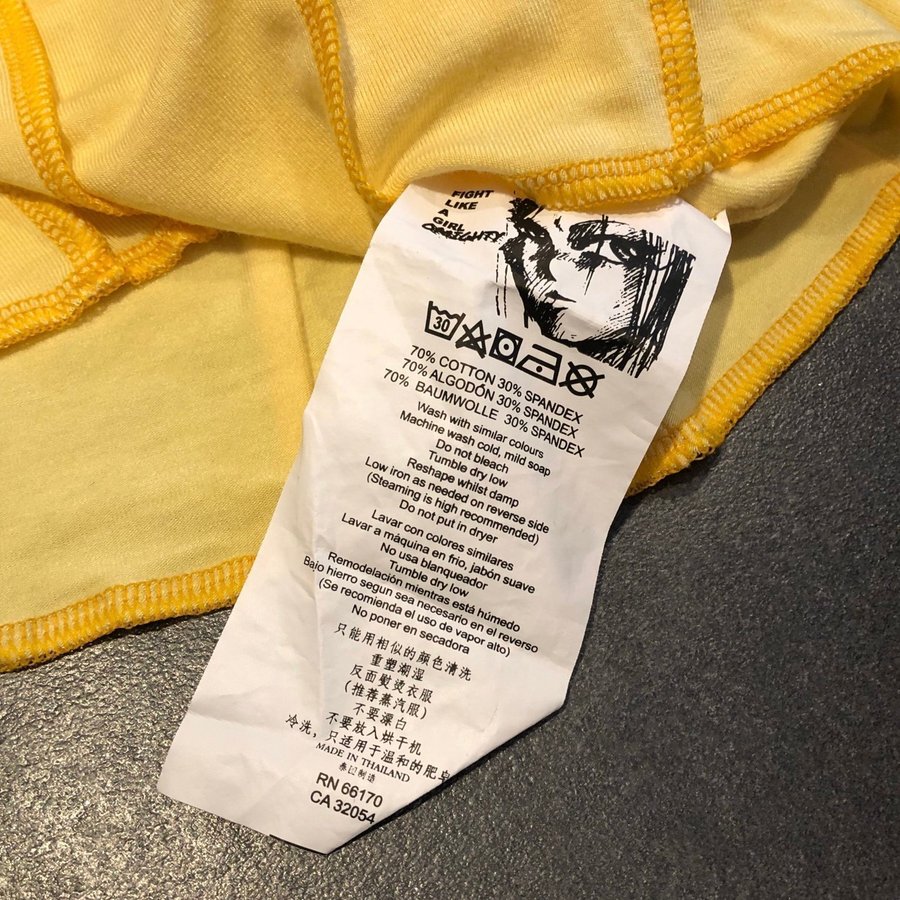 FIGHT
LIKE
A
GIRL
30
70% COTTON 30% SPANDEX
70% ALGODÓN 30% SPANDEX
70% BAUMWOLLE 30% SPANDEX
Wash with similar colours
Machine wash cold, mild soap
Do not bleach
Tumble dry low
Reshape whilst damp
Low iron as needed on reverse side
(Steaming is high recommended)
Do not put in dryer
Lavar con colores similares
Lavar a máquina en frio, jabón suave
No usa blanqueador
Tumble dry low
Remodelación mientras está húmedo
Bajo hierro segun sea necesario en el reverso
(Se recomienda el uso de vapor alto)
No poner en secadora
只能用相似的颜色清洗
重塑潮湿
反面熨烫衣服
(推荐蒸汽服)
不要漂白
不要放入烘干机
冷洗，只适用于温和的肥皂
MADE IN THAILAND
泰国制造
RN 66170
CA 32054